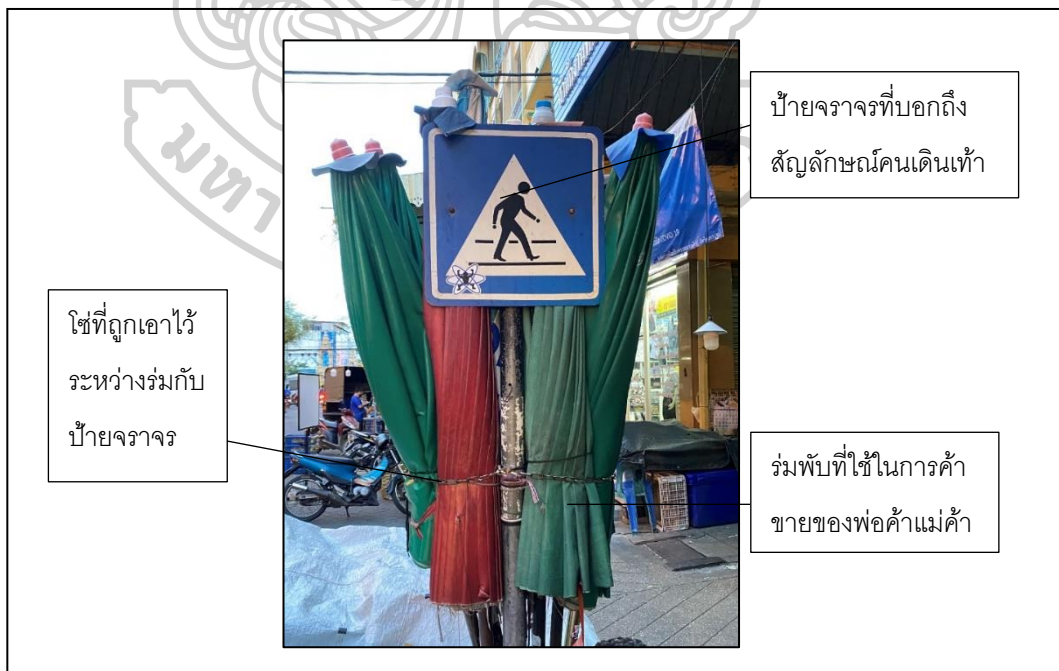 ป้ายจราจรที่บอกถึง
สัญลักษณ์คนเดินเท้า
โซ่ที่ถูกเอาไว้
ระหว่างร่มกับ
ป้ายจราจร
ร่มพับที่ใช้ในการค้า
ขายของพ่อค้าแม่ค้า